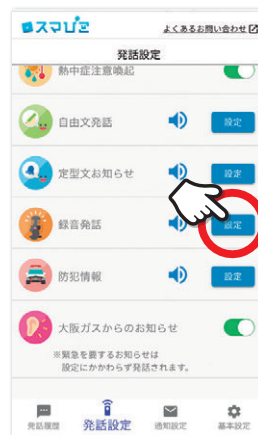 スマぴピ
よくあるお問い合わせ
発話設定
熱中症注意喚起
自由文発話
設定
定型文お知らせ
設定
録音発話
設定
防犯情報
設定
大阪ガスからのお知らせ
※緊急を要するお知らせは
設定にかかわらず発話されます。
発話履歴
発話設定
通知設定
基本設定